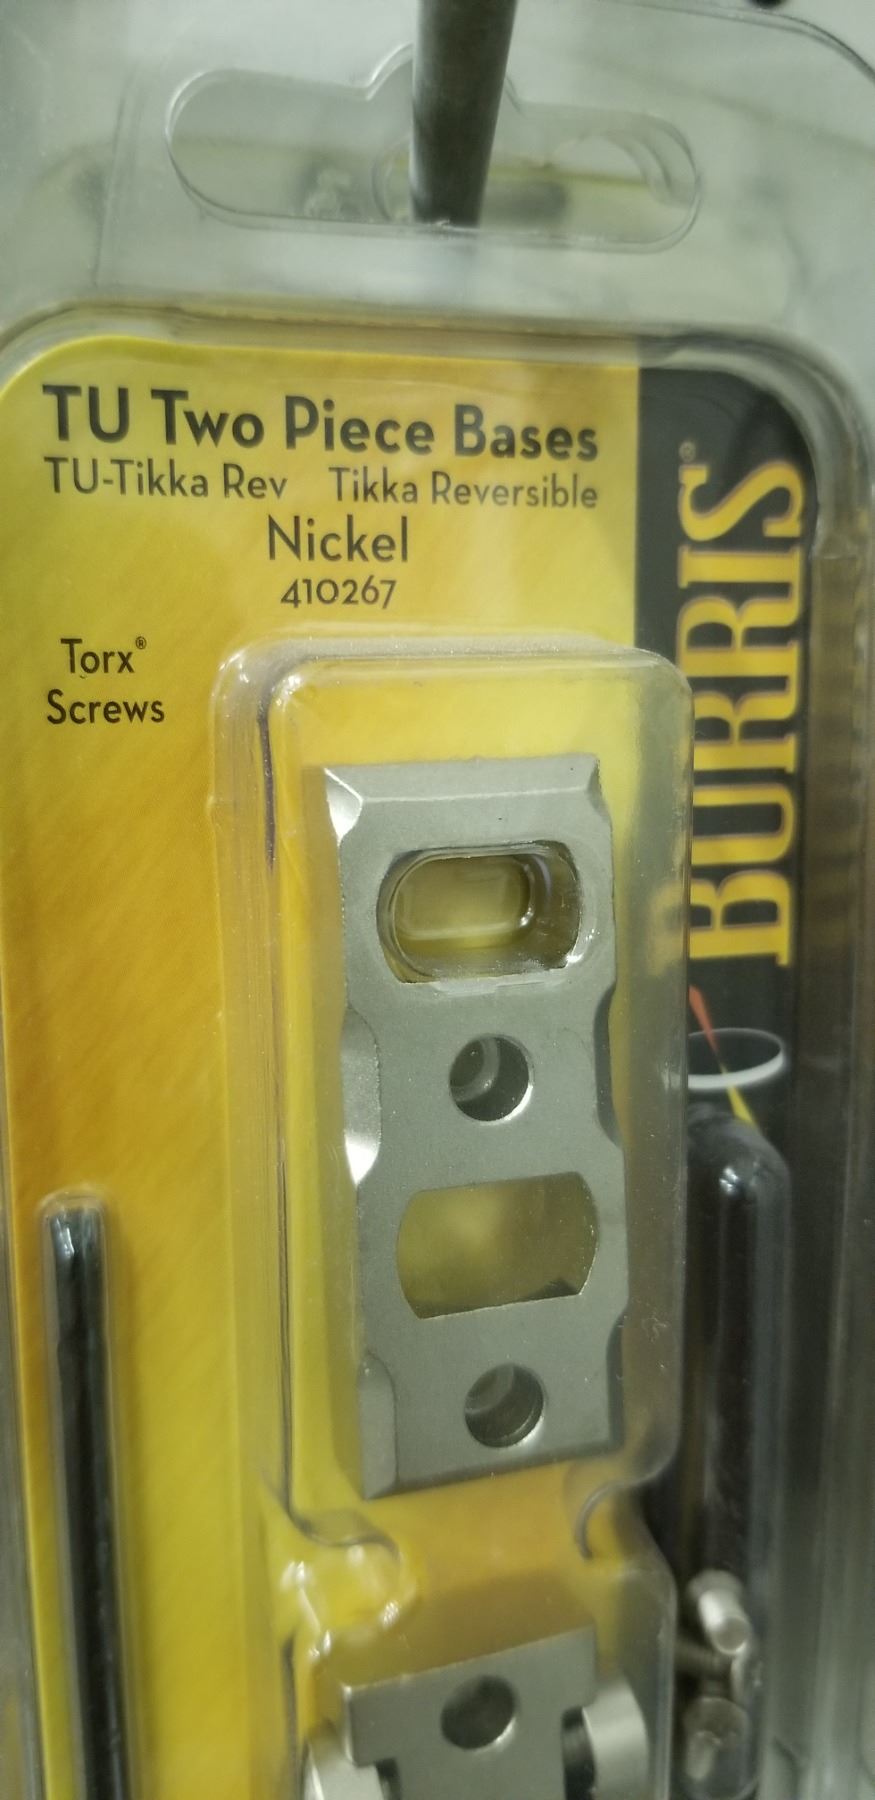 TU Two Piece Bases
TU-Tikka Rev Tikka Reversible
Nickel
410267
Torx®
Screws
BURRIS®